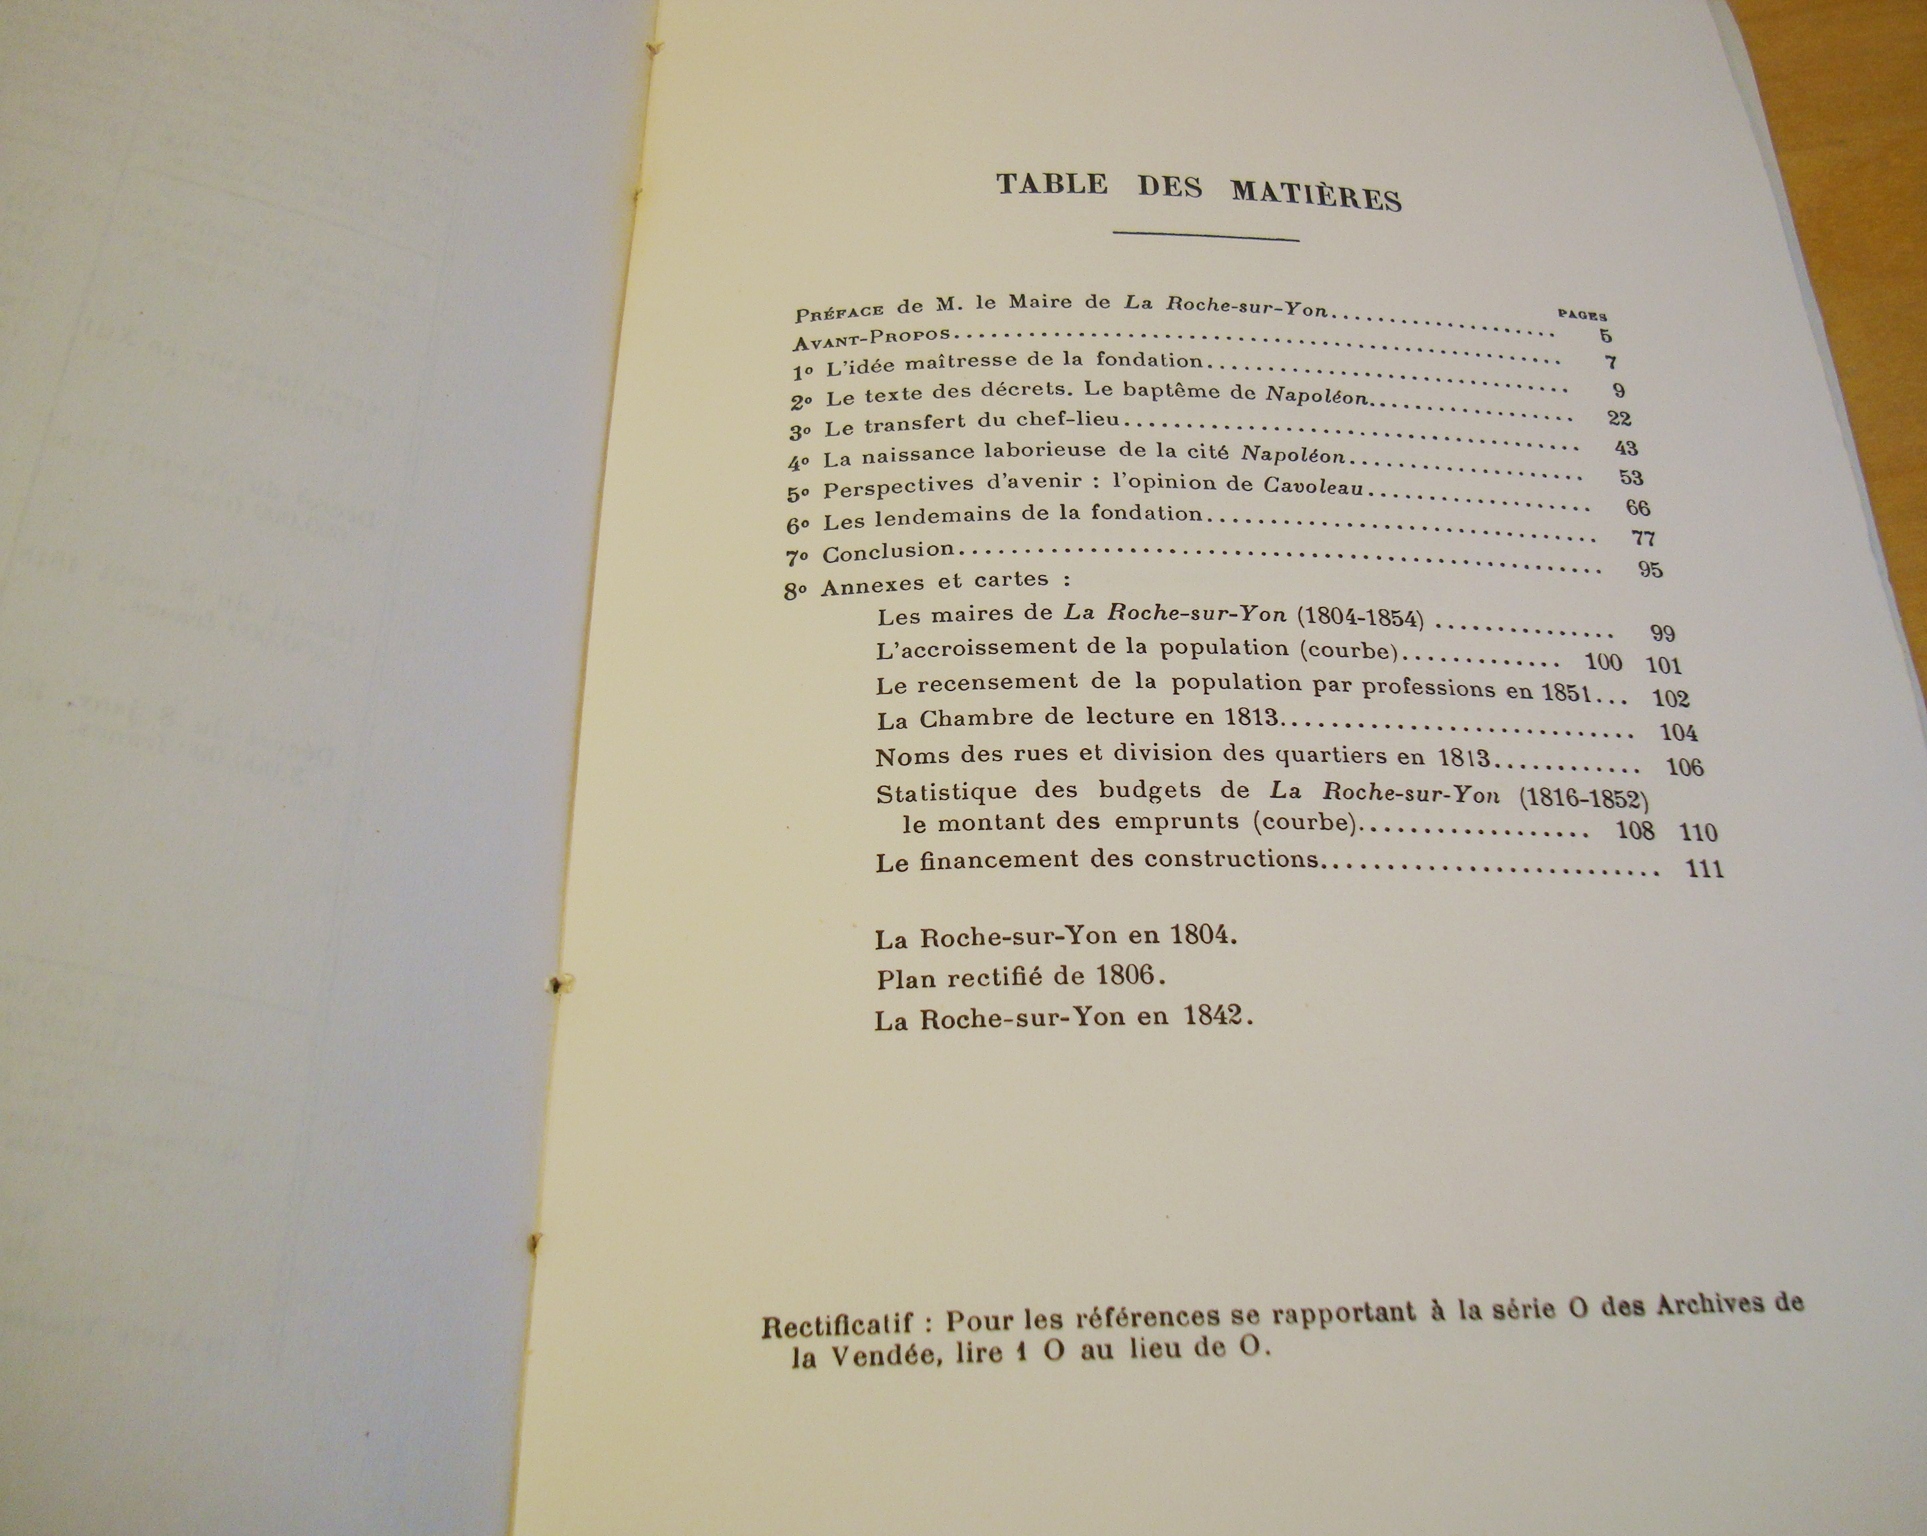 TABLE DES MATIÈRES
PAGES
PRÉFACE de M. le Maire de La Roche-sur-Yon.................... 5
AVANT-PROPOS.................................................. 7
1º L'idée maîtresse de la fondation.............................. 9
2º Le texte des décrets. Le baptême de Napoléon................. 22
3º Le transfert du chef-lieu..................................... 43
4º La naissance laborieuse de la cité Napoléon................... 53
5º Perspectives d'avenir : l'opinion de Cavoleau.................. 66
6º Les lendemains de la fondation................................ 77
7º Conclusion.................................................... 95
8º Annexes et cartes :
Les maires de La Roche-sur-Yon (1804-1854) ............... 99
L'accroissement de la population (courbe)............. 100 101
Le recensement de la population par professions en 1851... 102
La Chambre de lecture en 1813............................ 104
Noms des rues et division des quartiers en 1813............ 106
Statistique des budgets de La Roche-sur-Yon (1816-1852)
le montant des emprunts (courbe).................. 108 110
Le financement des constructions........................... 111
La Roche-sur-Yon en 1804.
Plan rectifié de 1806.
La Roche-sur-Yon en 1842.
Rectificatif : Pour les références se rapportant à la série O des Archives de
la Vendée, lire 1 O au lieu de O.